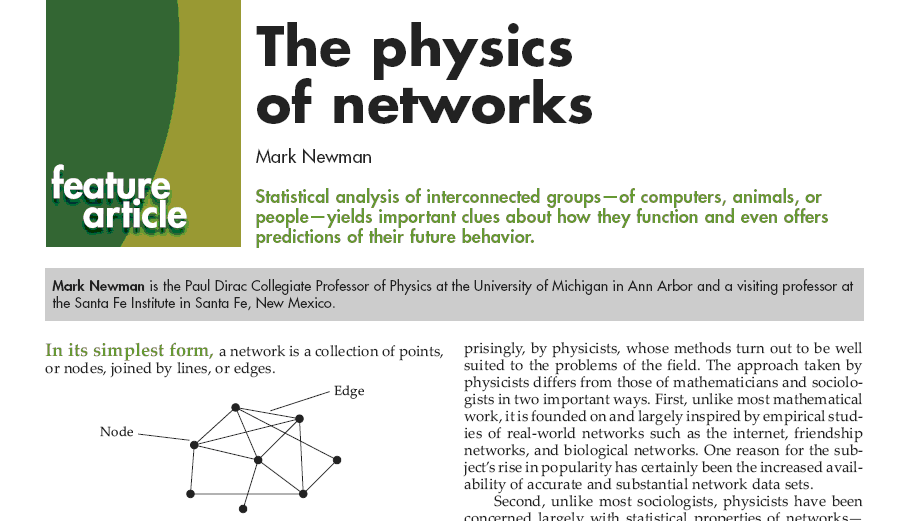 The physics
of networks
Mark Newman
feature
article
Statistical analysis of interconnected groups—of computers, animals, or
people—yields important clues about how they function and even offers
predictions of their future behavior.
Mark Newman is the Paul Dirac Collegiate Professor of Physics at the University of Michigan in Ann Arbor and a visiting professor at
the Santa Fe Institute in Santa Fe, New Mexico.
In its simplest form, a network is a collection of points,
or nodes, joined by lines, or edges.
Edge
Node
prisingly, by physicists, whose methods turn out to be well
suited to the problems of the field. The approach taken by
physicists differs from those of mathematicians and sociolo-
gists in two important ways. First, unlike most mathematical
work, it is founded on and largely inspired by empirical stud-
ies of real-world networks such as the internet, friendship
networks, and biological networks. One reason for the sub-
ject's rise in popularity has certainly been the increased avail-
ability of accurate and substantial network data sets.
Second, unlike most sociologists, physicists have been
concerned largely with statistical properties of networks—